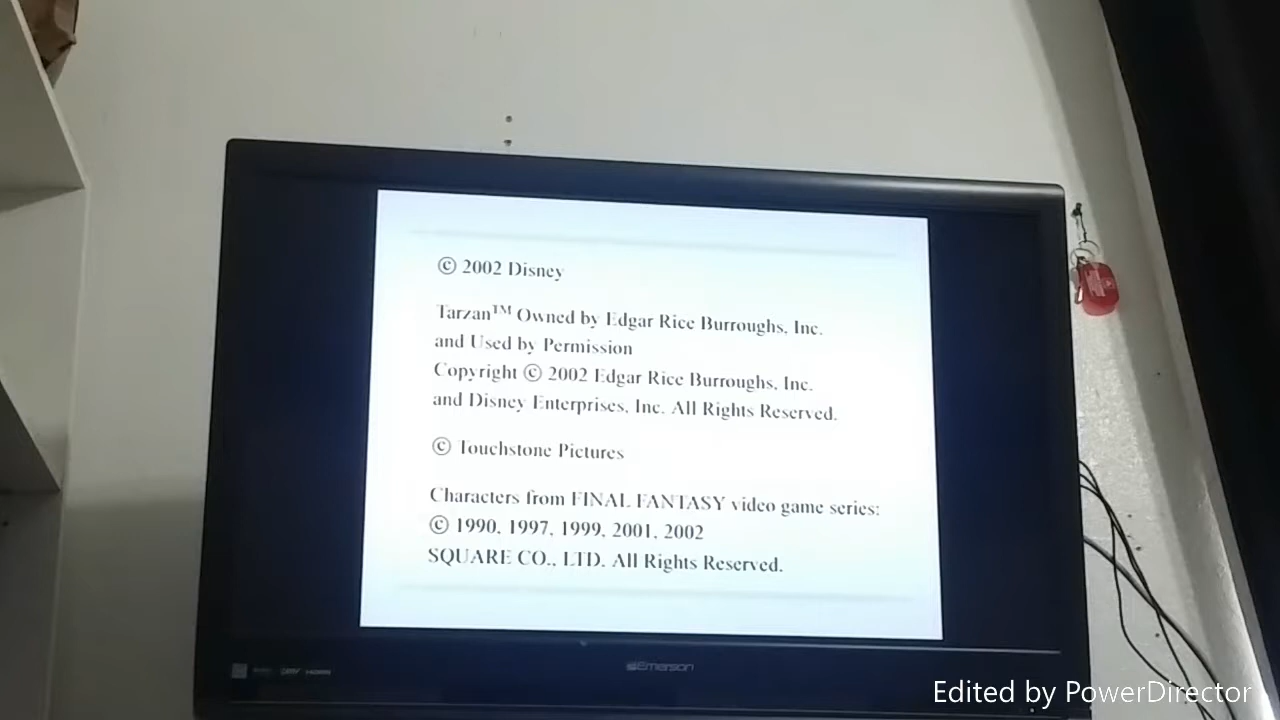 © 2002 Disney
Tarzan™ Owned by Edgar Rice Burroughs, Inc.
and Used by Permission
Copyright © 2002 Edgar Rice Burroughs, Inc.
and Disney Enterprises, Inc. All Rights Reserved.
© Touchstone Pictures
Characters from FINAL FANTASY video game series:
© 1990, 1997, 1999, 2001, 2002
SQUARE CO., LTD. All Rights Reserved.
Emerson
Edited by PowerDirector